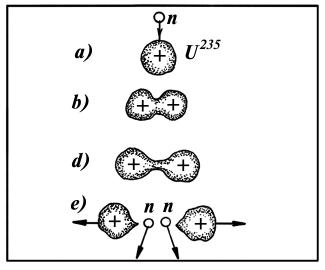 n
a) + U²³⁵
b) + +
d) + +
e) + n n +